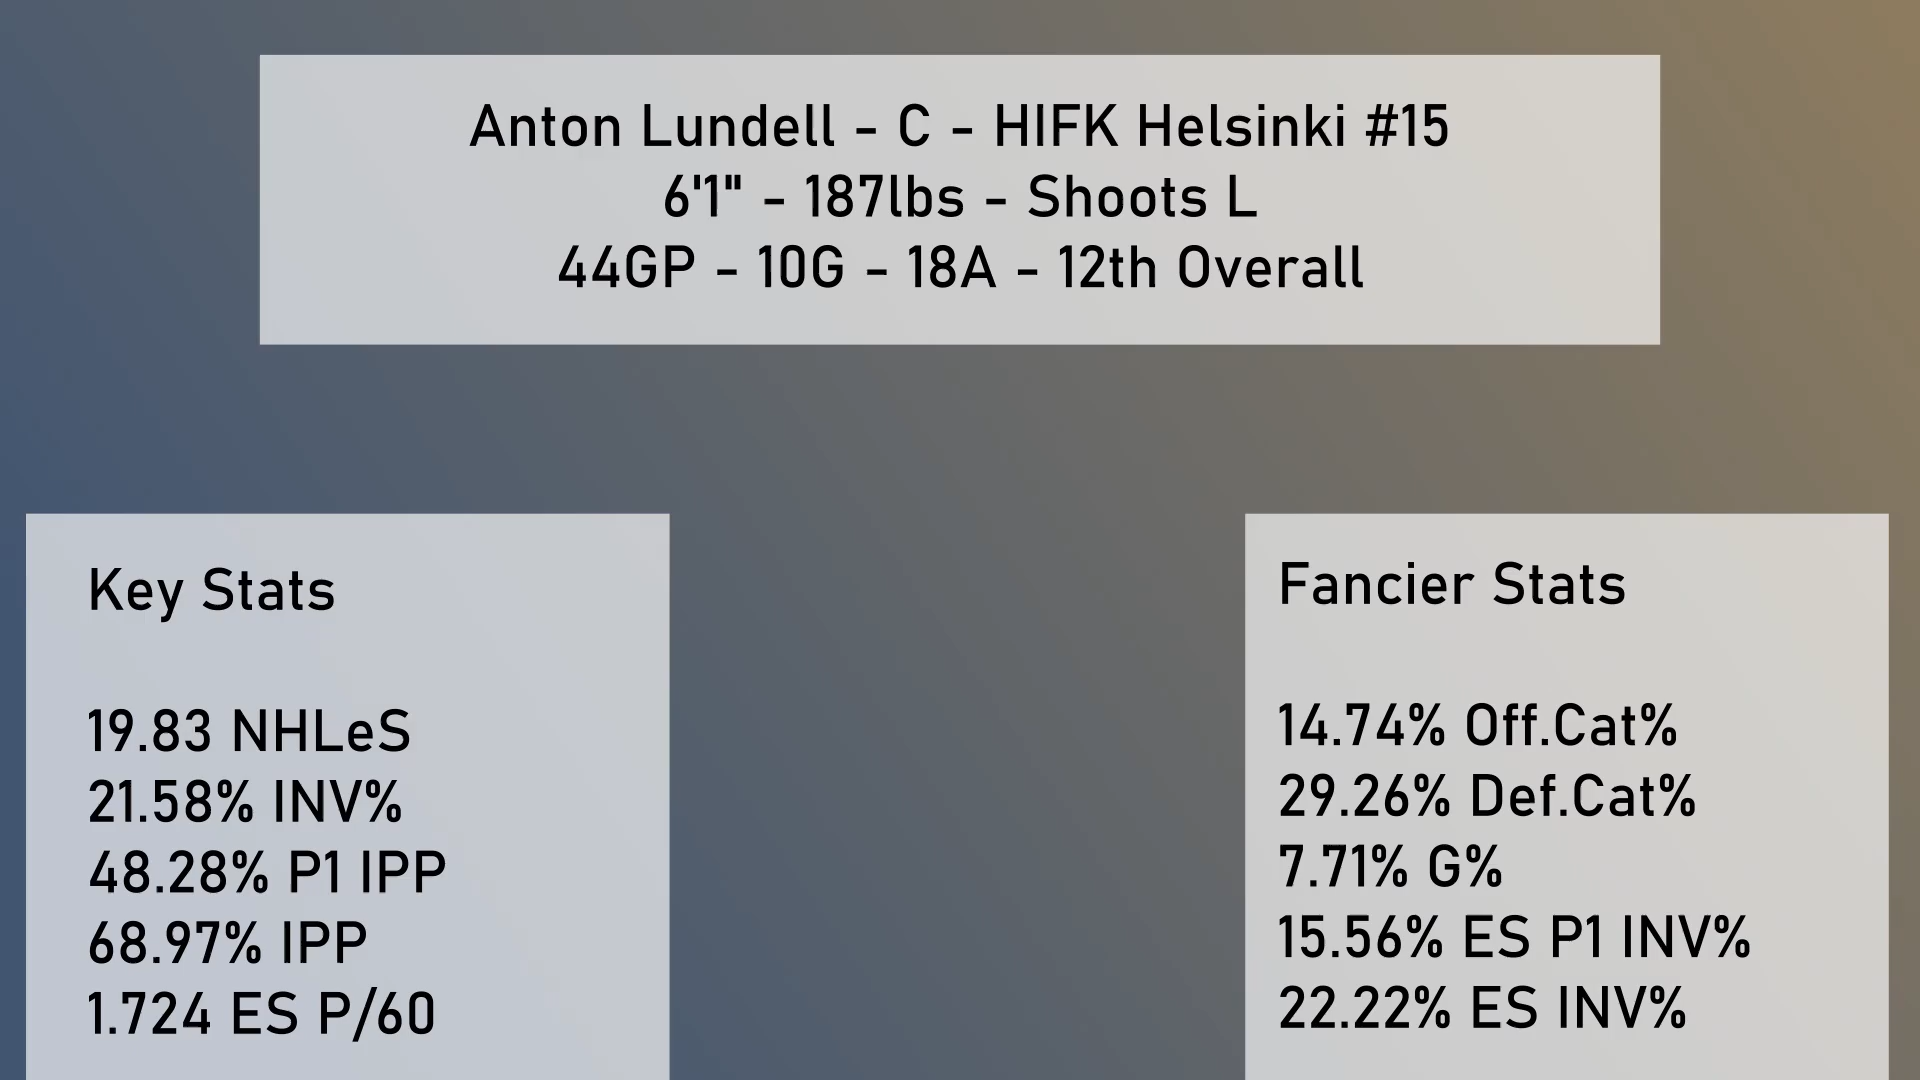 Anton Lundell - C - HIFK Helsinki #15
6'1" - 187lbs - Shoots L
44GP - 10G - 18A - 12th Overall
Key Stats
19.83 NHLeS
21.58% INV%
48.28% P1 IPP
68.97% IPP
1.724 ES P/60
Fancier Stats
14.74% Off.Cat%
29.26% Def.Cat%
7.71% G%
15.56% ES P1 INV%
22.22% ES INV%